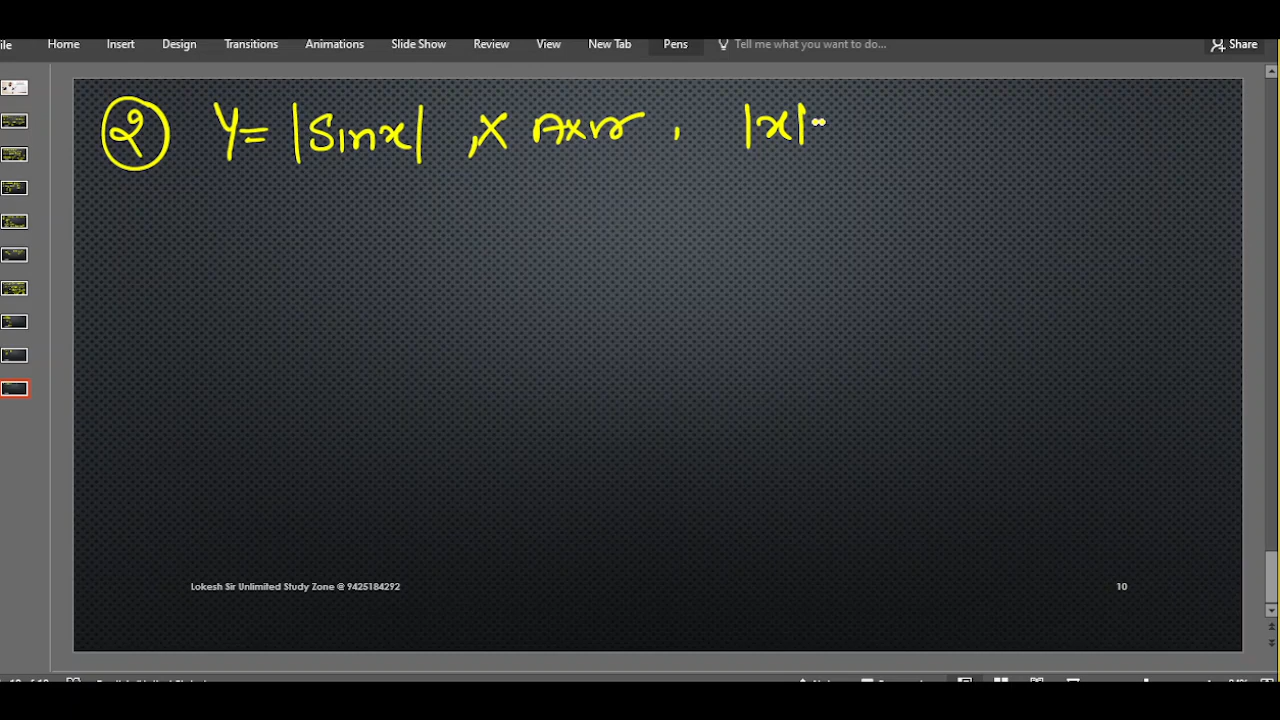 File Home Insert Design Transitions Animations Slide Show Review View New Tab Pens Tell me what you want to do... Share
2 Y= |Sinx| ,X Axis , |x|
Lokesh Sir Unlimited Study Zone @ 9425184292 10